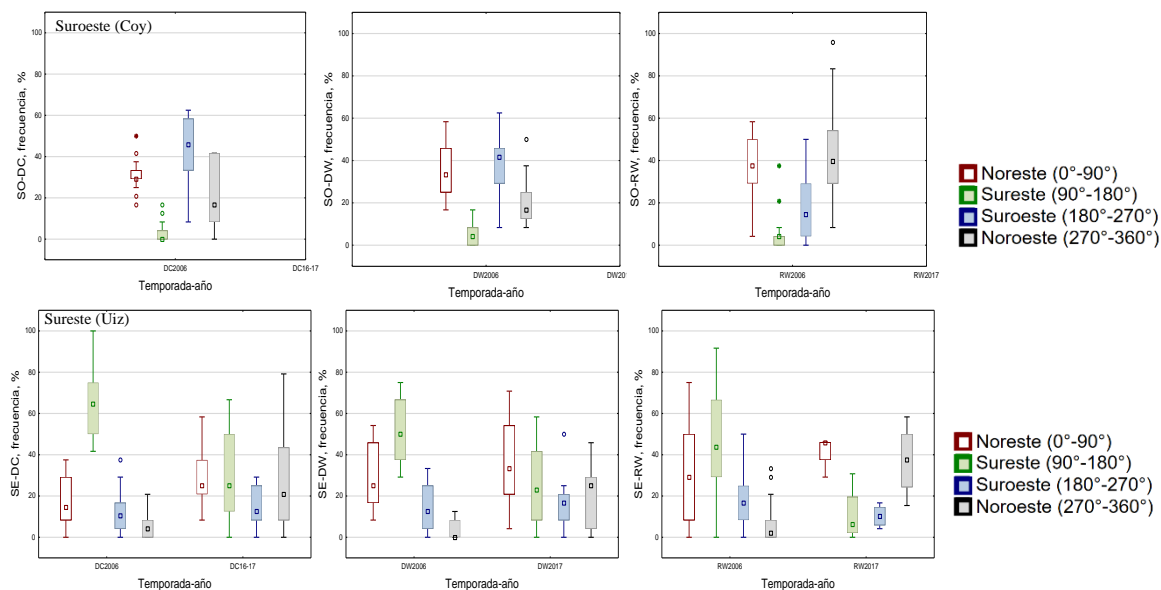 Suroeste (Coy)
SO-DC, frecuencia, %
100
80
60
40
20
0
DC2006
DC16-17
Temporada-año
SO-DW, frecuencia, %
100
80
60
40
20
0
DW2006
DW20
Temporada-año
SO-RW, frecuencia, %
100
80
60
40
20
0
RW2006
RW2017
Temporada-año
Noreste (0°-90°)
Sureste (90°-180°)
Suroeste (180°-270°)
Noroeste (270°-360°)
Sureste (Uiz)
SE-DC, frecuencia, %
100
80
60
40
20
0
DC2006
DC16-17
Temporada-año
SE-DW, frecuencia, %
100
80
60
40
20
0
DW2006
DW2017
Temporada-año
SE-RW, frecuencia, %
100
80
60
40
20
0
RW2006
RW2017
Temporada-año
Noreste (0°-90°)
Sureste (90°-180°)
Suroeste (180°-270°)
Noroeste (270°-360°)